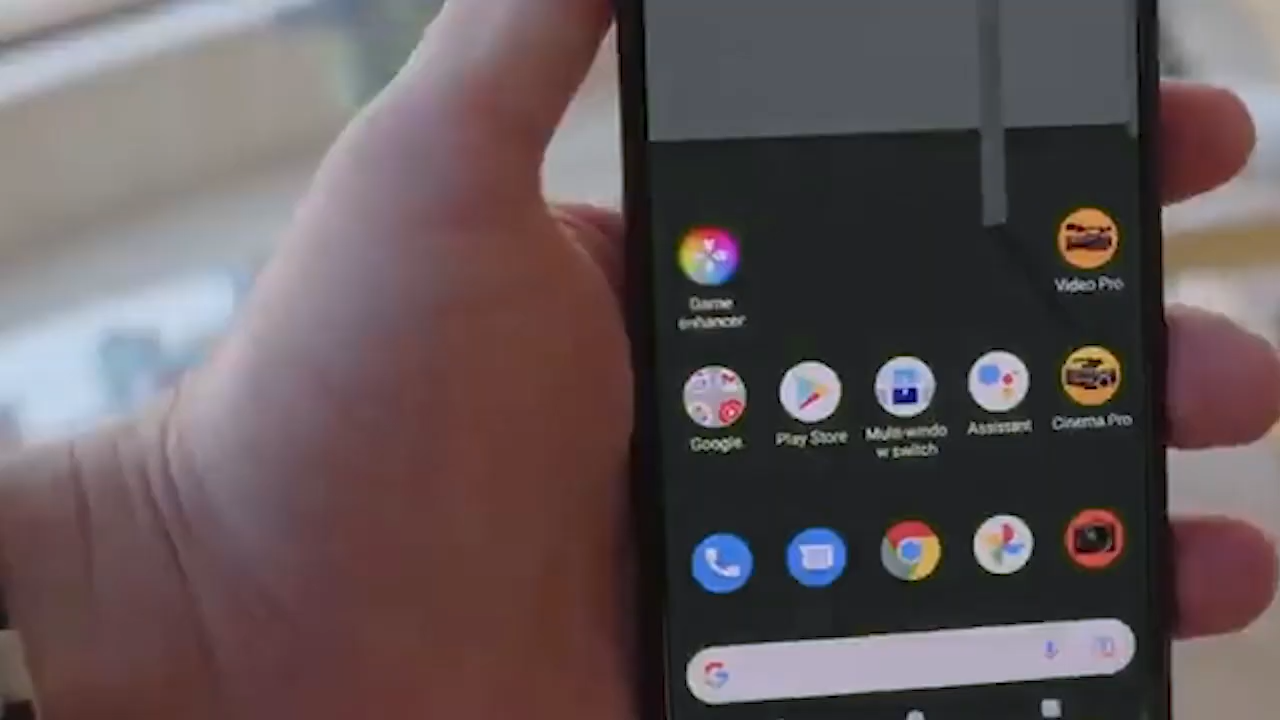 Game
enhancer
Video Pro
Google
Play Store
Multi-windo
w switch
Assistant
Cinema Pro
G